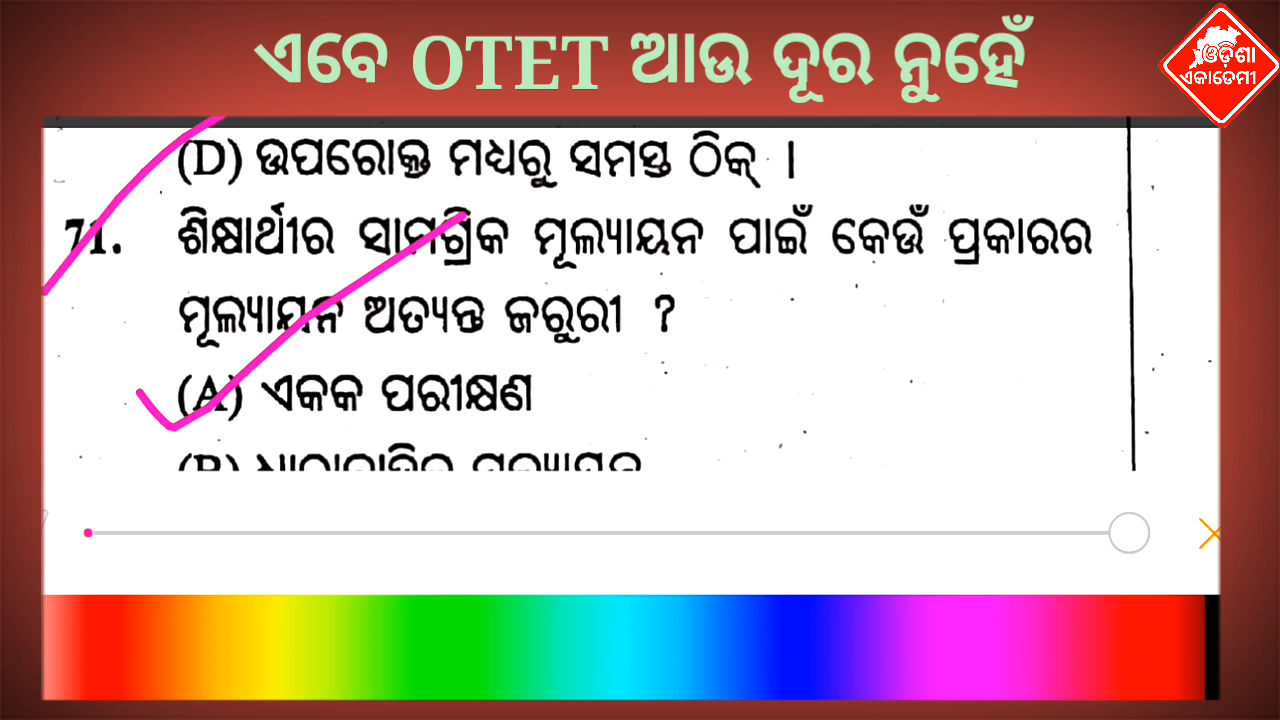 ଏବେ OTET ଆଉ ଦୂର ନୁହେଁ
ଓଡ଼ିଶା
ଏକାଡେମୀ
(D) ଉପରୋକ୍ତ ମଧ୍ୟରୁ ସମସ୍ତ ଠିକ୍ ।
71. ଶିକ୍ଷାର୍ଥୀର ସାମଗ୍ରିକ ମୂଲ୍ୟାୟନ ପାଇଁ କେଉଁ ପ୍ରକାରର
ମୂଲ୍ୟାୟନ ଅତ୍ୟନ୍ତ ଜରୁରୀ ?
(A) ଏକକ ପରୀକ୍ଷଣ
(B)